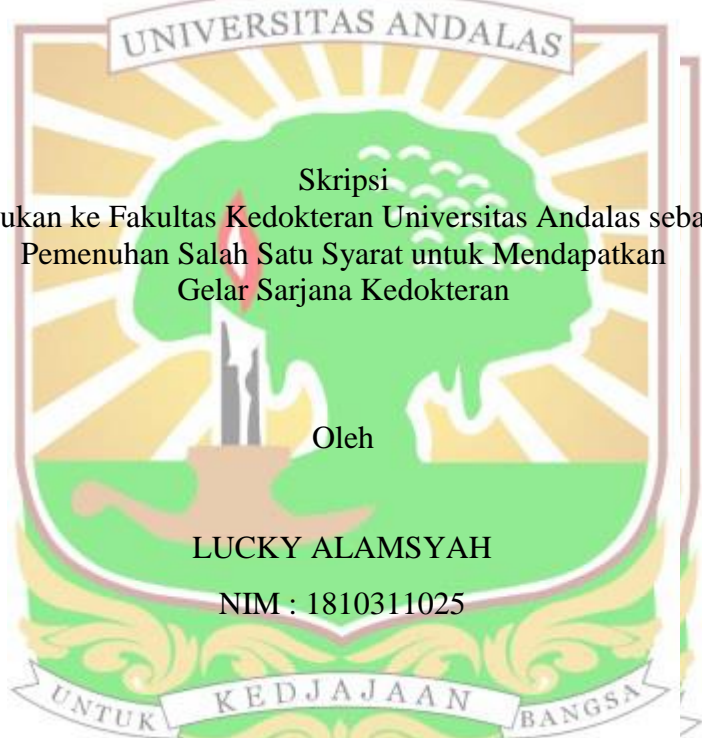 UNIVERSITAS ANDALAS
Skripsi
ukan ke Fakultas Kedokteran Universitas Andalas seba
Pemenuhan Salah Satu Syarat untuk Mendapatkan
Gelar Sarjana Kedokteran
Oleh
LUCKY ALAMSYAH
NIM : 1810311025
UNTUK KEDJAJAAN BANGSA